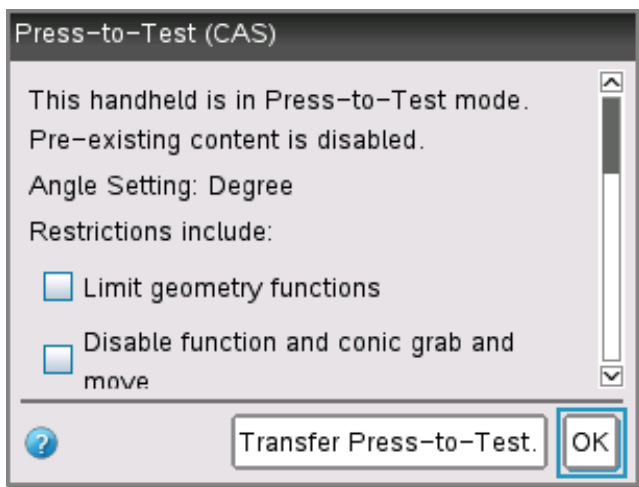 Press-to-Test (CAS)
This handheld is in Press-to-Test mode.
Pre-existing content is disabled.
Angle Setting: Degree
Restrictions include:
Limit geometry functions
Disable function and conic grab and
move
?
Transfer Press-to-Test.
OK